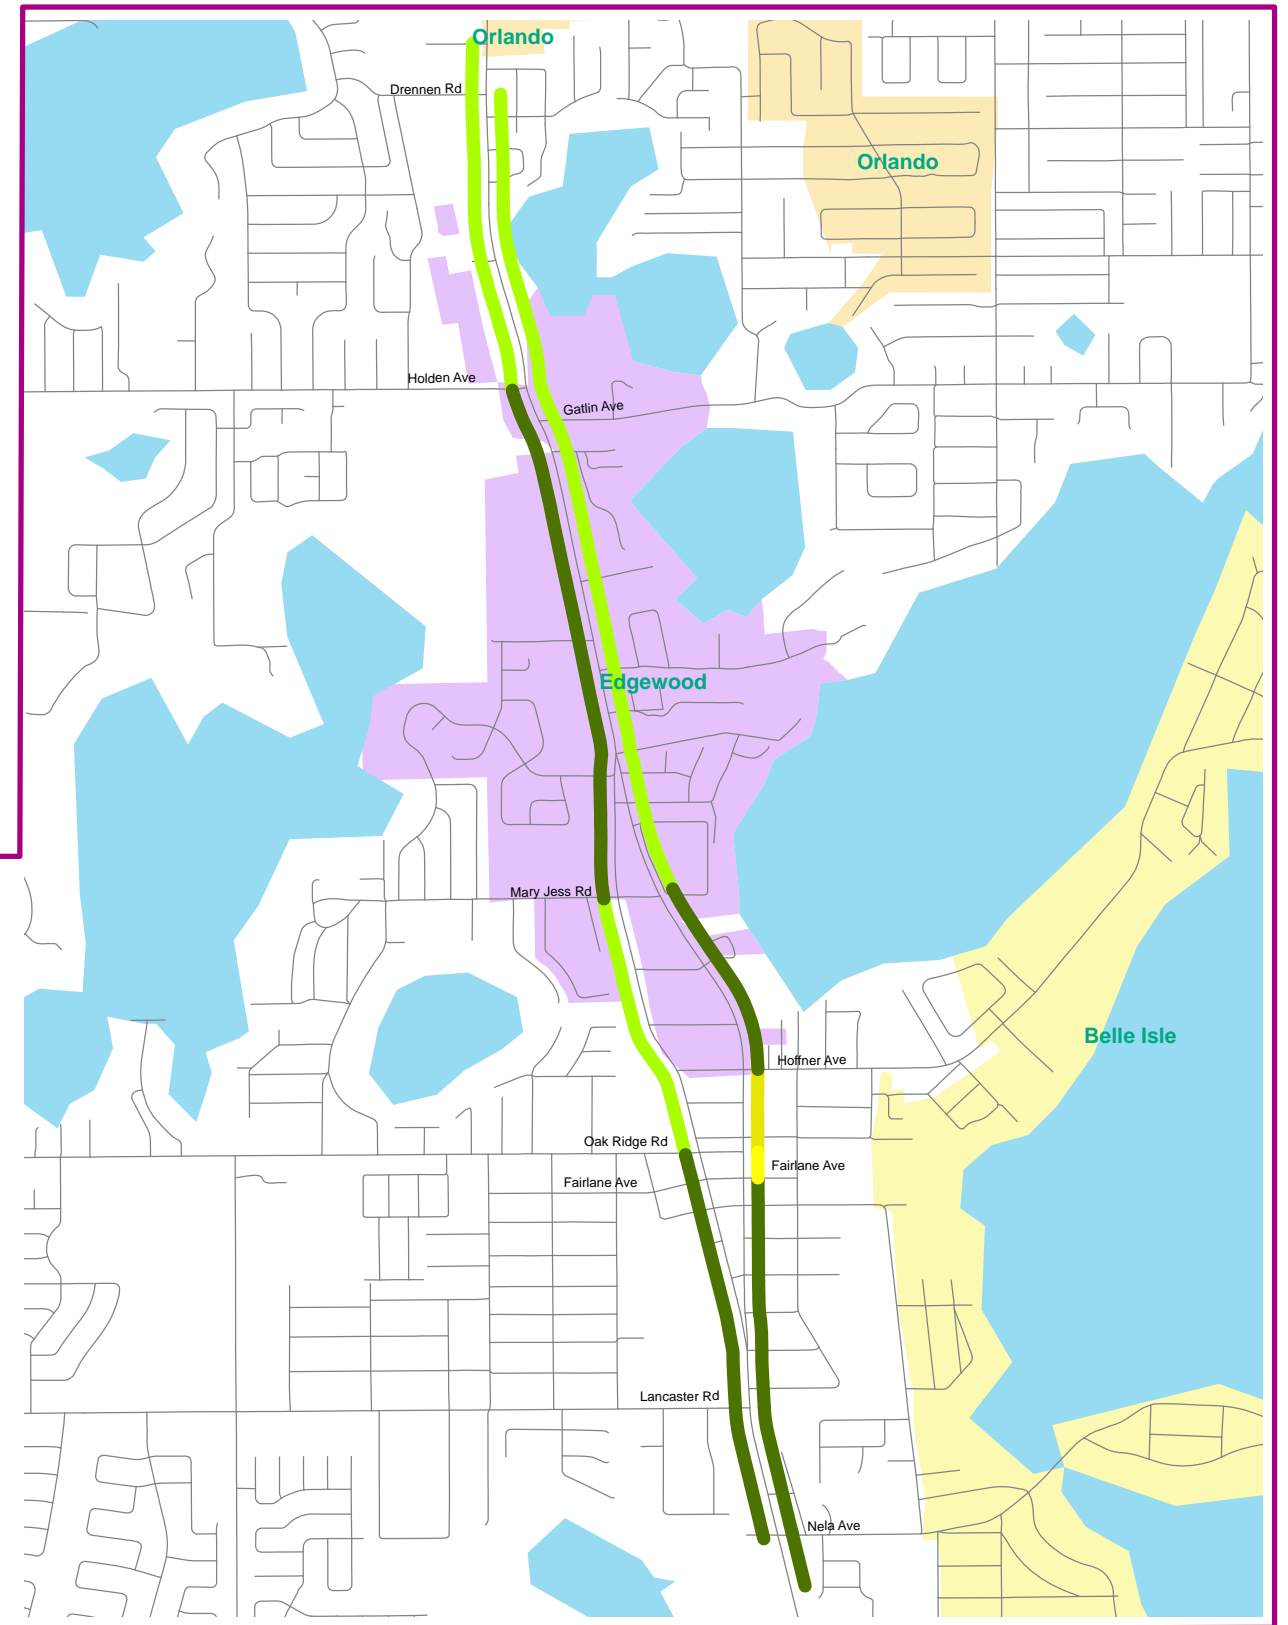 Orlando
Drennen Rd
Orlando
Holden Ave
Gatlin Ave
Edgewood
Mary Jess Rd
Belle Isle
Hoffner Ave
Oak Ridge Rd
Fairlane Ave
Fairlane Ave
Lancaster Rd
Nela Ave